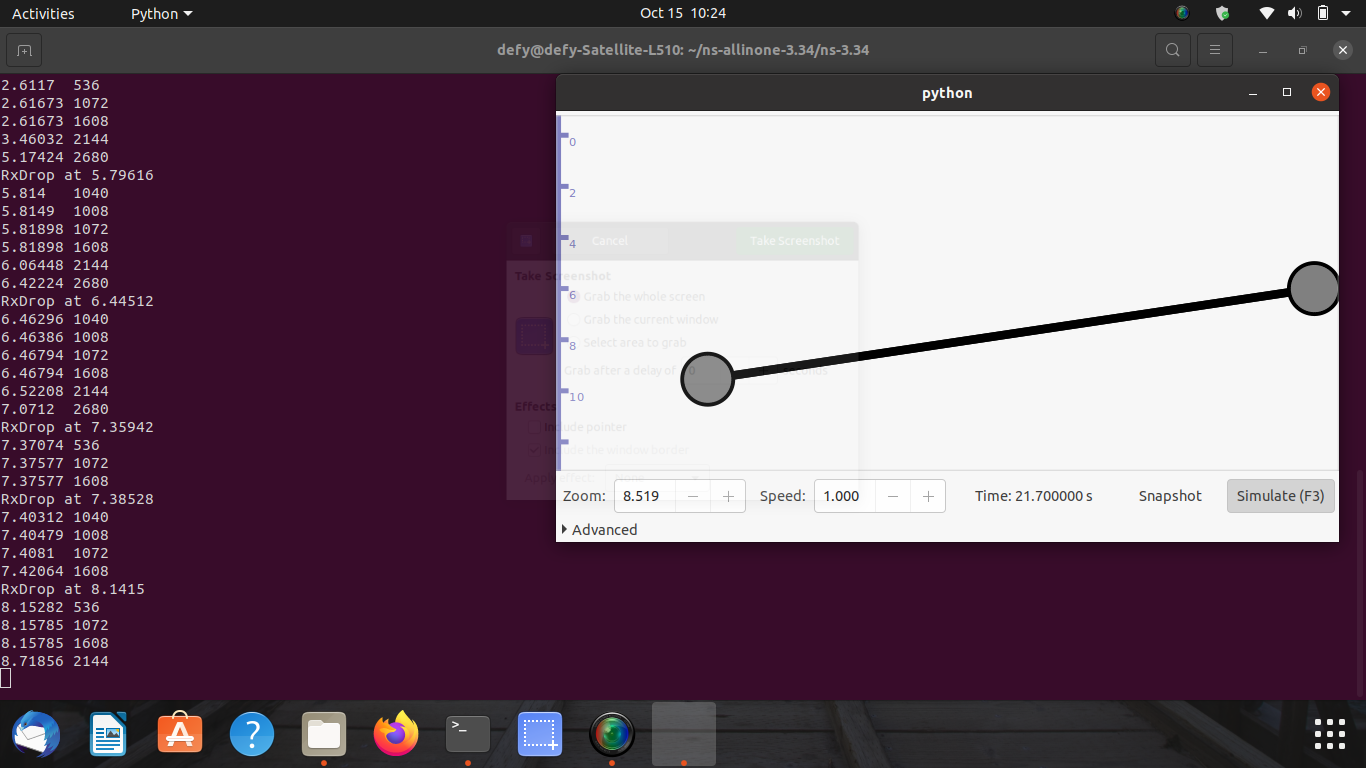 Activities
Python
Oct 15 10:24
defy@defy-Satellite-L510: ~/ns-allinone-3.34/ns-3.34
2.6117 536
2.61673 1072
2.61673 1608
3.46032 2144
5.17424 2680
RxDrop at 5.79616
5.814 1040
5.8149 1008
5.81898 1072
5.81898 1608
6.06448 2144
6.42224 2680
RxDrop at 6.44512
6.46296 1040
6.46386 1008
6.46794 1072
6.46794 1608
6.52208 2144
7.0712 2680
RxDrop at 7.35942
7.37074 536
7.37577 1072
7.37577 1608
RxDrop at 7.38528
7.40312 1040
7.40479 1008
7.4081 1072
7.42064 1608
RxDrop at 8.1415
8.15282 536
8.15785 1072
8.15785 1608
8.71856 2144
python
0
2
4
6
8
10
Cancel
Take Screenshot
Take Screenshot
Grab the whole screen
Grab the current window
Select area to grab
Grab after a delay of 0 seconds
Effects
Include pointer
Include the window border
Apply effect:
Zoom: 8.519 − + Speed: 1.000 − + Time: 21.700000 s Snapshot Simulate (F3)
Advanced